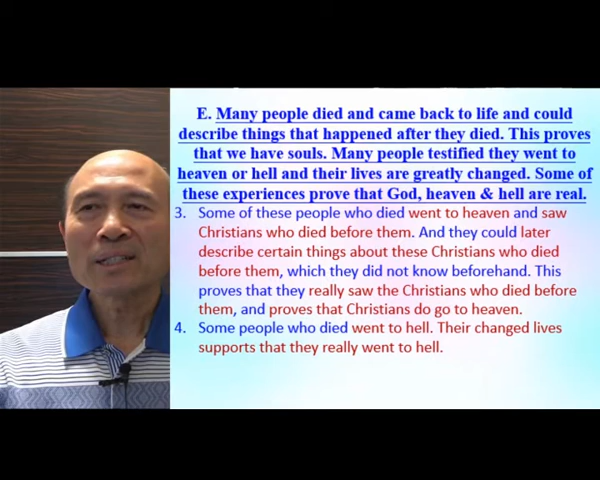 E. Many people died and came back to life and could
describe things that happened after they died. This proves
that we have souls. Many people testified they went to
heaven or hell and their lives are greatly changed. Some of
these experiences prove that God, heaven & hell are real.
3. Some of these people who died went to heaven and saw
Christians who died before them. And they could later
describe certain things about these Christians who died
before them, which they did not know beforehand. This
proves that they really saw the Christians who died before
them, and proves that Christians do go to heaven.
4. Some people who died went to hell. Their changed lives
supports that they really went to hell.